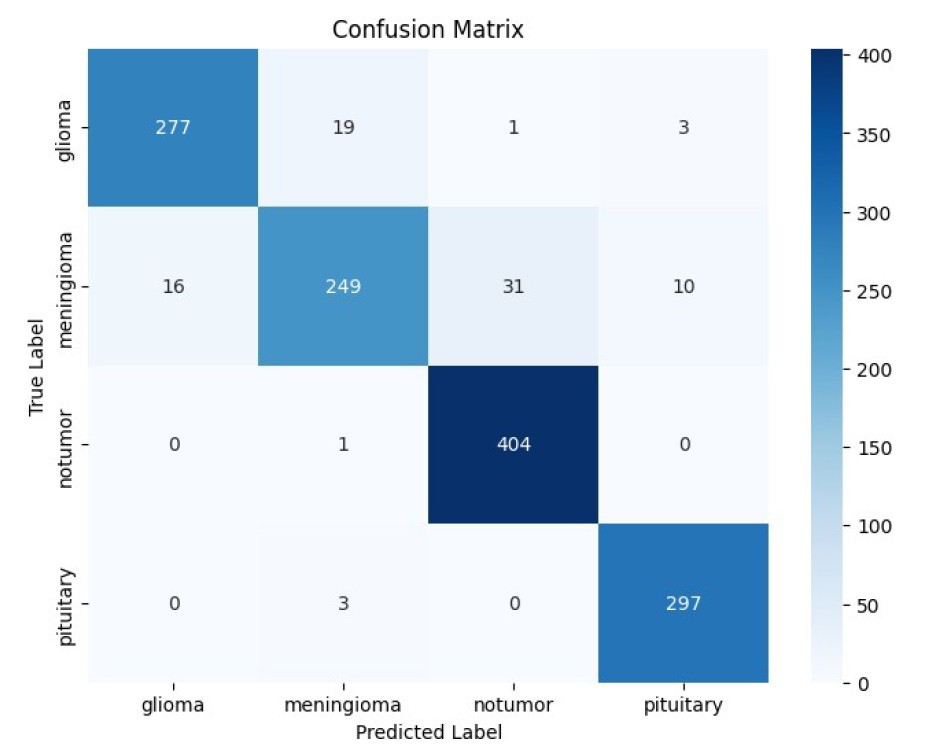 Confusion Matrix
glioma
277 19 1 3
meningioma
16 249 31 10
notumor
0 1 404 0
pituitary
0 3 0 297
glioma meningioma notumor pituitary
True Label
Predicted Label
400
350
300
250
200
150
100
50
0